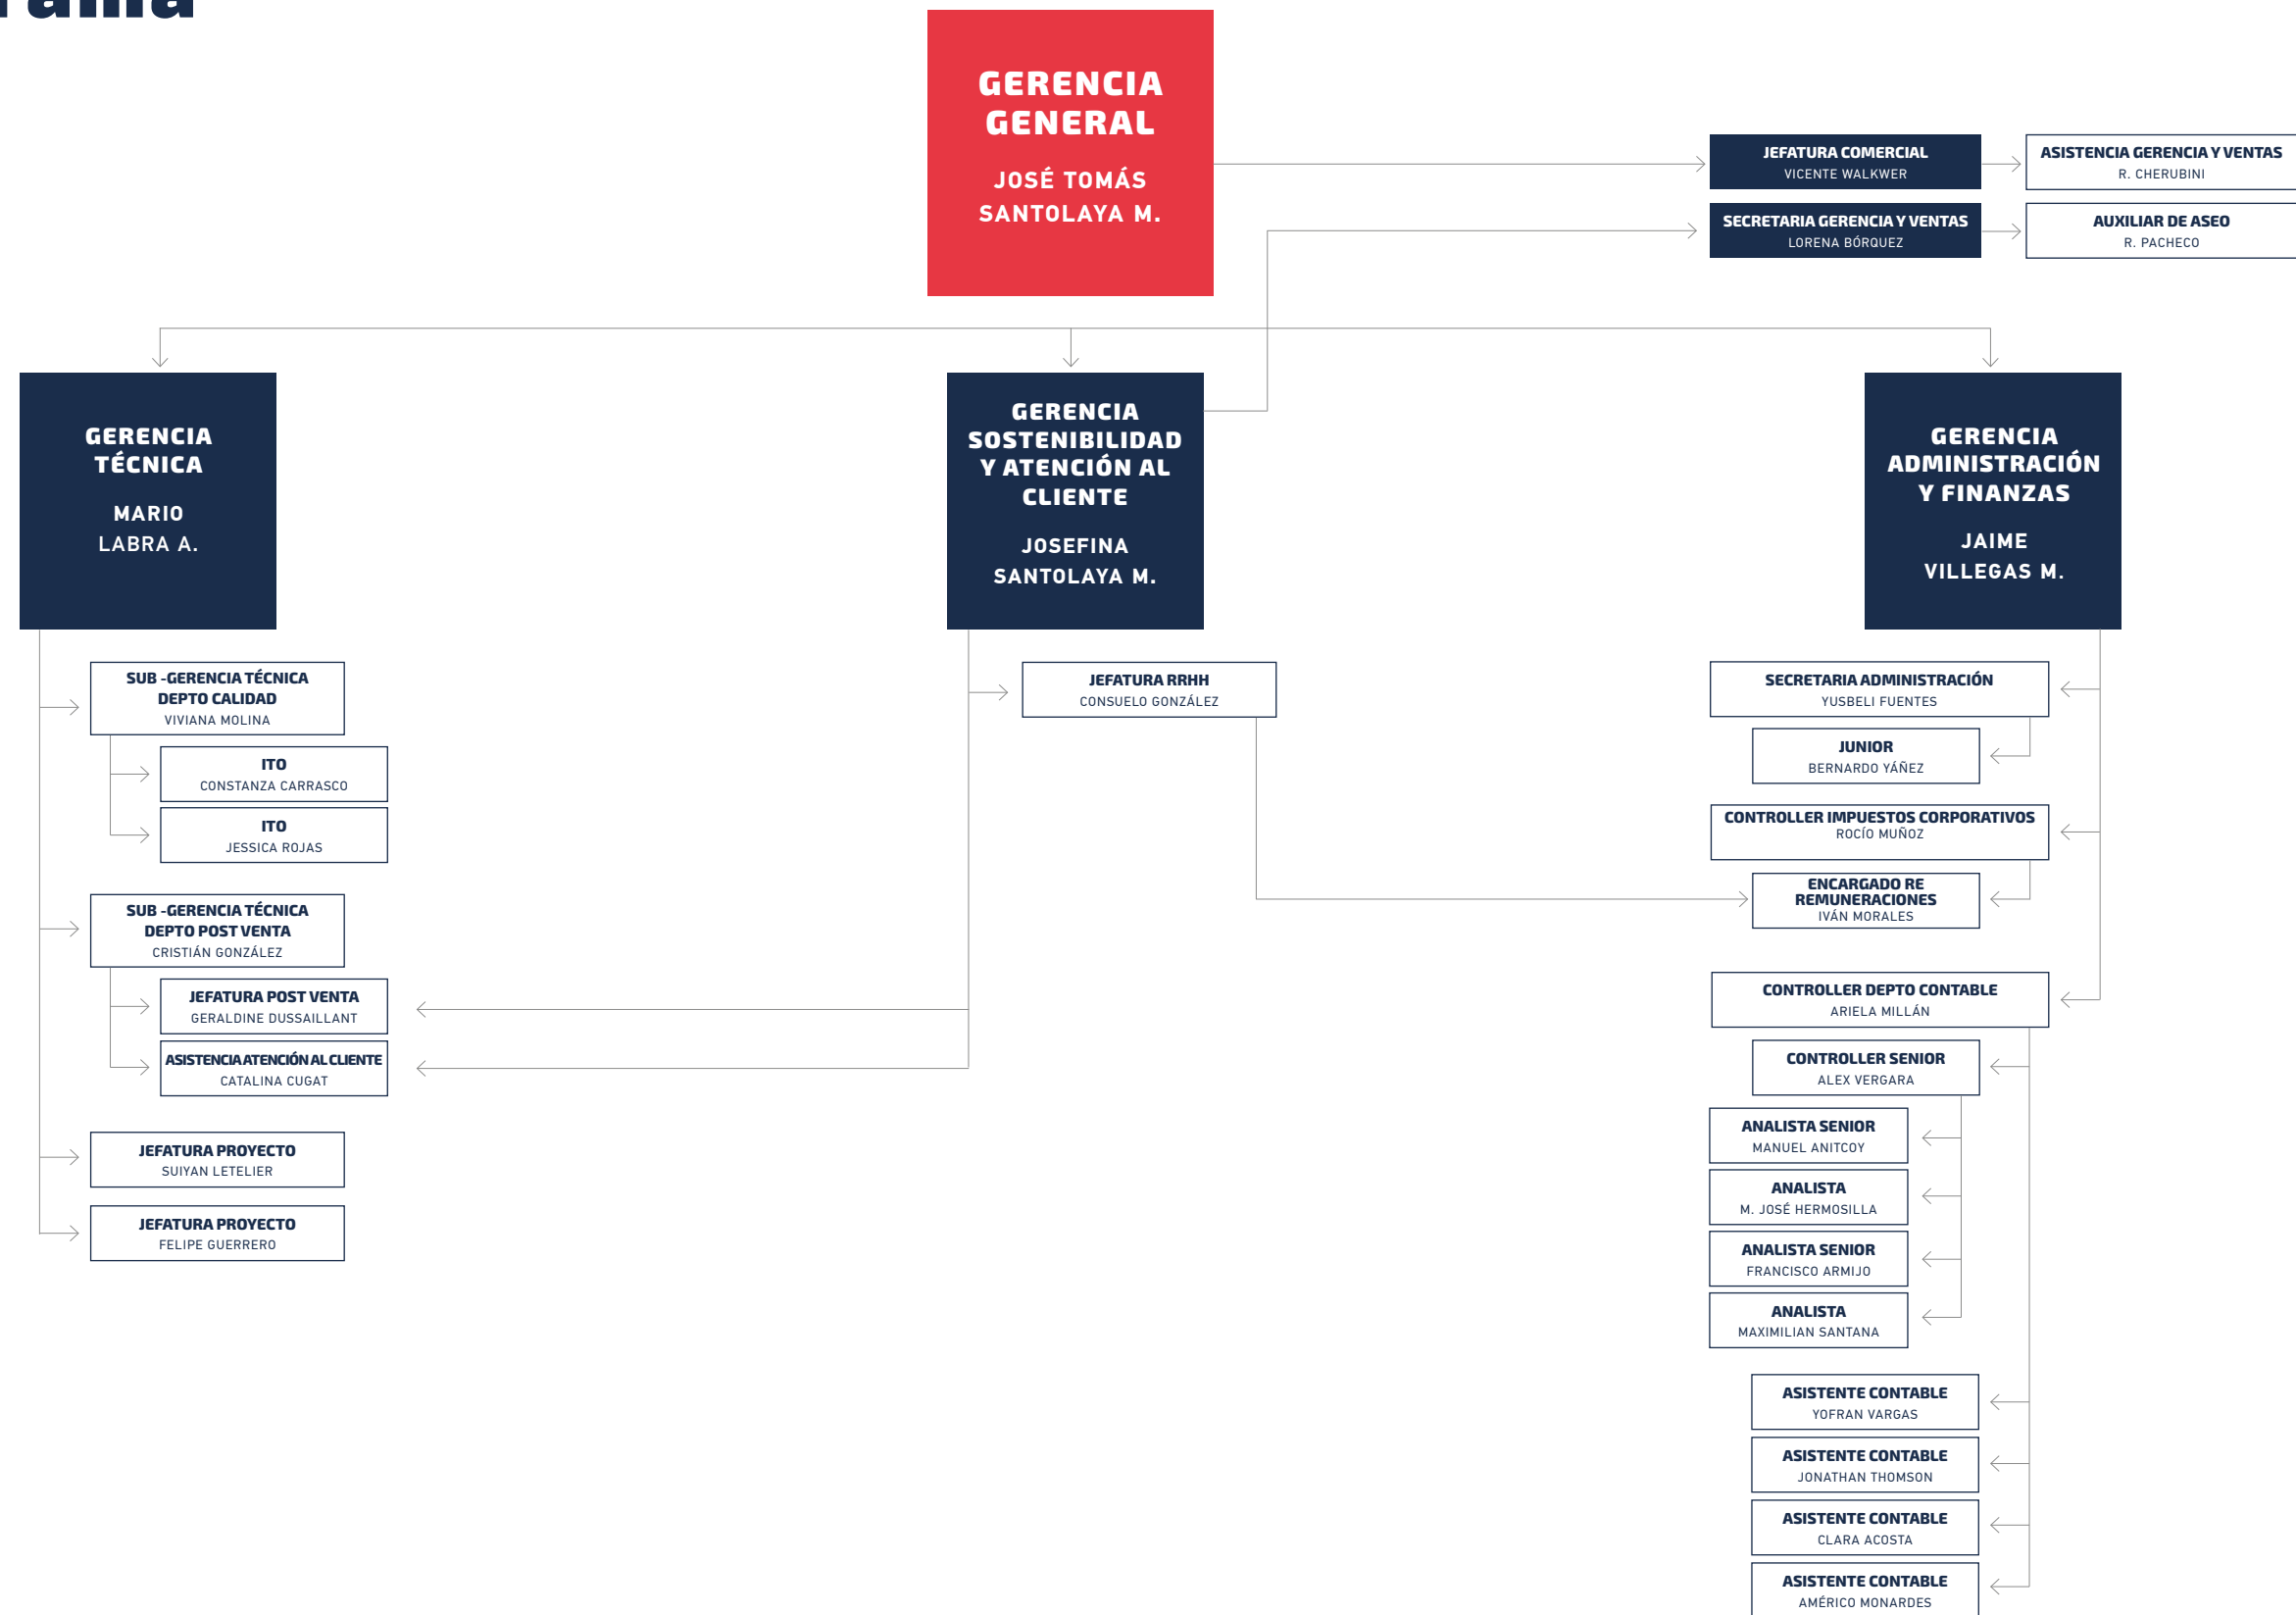 GERENCIA
GENERAL
JOSÉ TOMÁS
SANTOLAYA M.
JEFATURA COMERCIAL
VICENTE WALKWER
ASISTENCIA GERENCIA Y VENTAS
R. CHERUBINI
SECRETARIA GERENCIA Y VENTAS
LORENA BÓRQUEZ
AUXILIAR DE ASEO
R. PACHECO
GERENCIA
TÉCNICA
MARIO
LABRA A.
GERENCIA
SOSTENIBILIDAD
Y ATENCIÓN AL
CLIENTE
JOSEFINA
SANTOLAYA M.
GERENCIA
ADMINISTRACIÓN
Y FINANZAS
JAIME
VILLEGAS M.
SUB -GERENCIA TÉCNICA
DEPTO CALIDAD
VIVIANA MOLINA
ITO
CONSTANZA CARRASCO
ITO
JESSICA ROJAS
SUB -GERENCIA TÉCNICA
DEPTO POST VENTA
CRISTIÁN GONZÁLEZ
JEFATURA POST VENTA
GERALDINE DUSSAILLANT
ASISTENCIA ATENCIÓN AL CLIENTE
CATALINA CUGAT
JEFATURA PROYECTO
SUIYAN LETELIER
JEFATURA PROYECTO
FELIPE GUERRERO
JEFATURA RRHH
CONSUELO GONZÁLEZ
SECRETARIA ADMINISTRACIÓN
YUSBELI FUENTES
JUNIOR
BERNARDO YÁÑEZ
CONTROLLER IMPUESTOS CORPORATIVOS
ROCÍO MUÑOZ
ENCARGADO RE
REMUNERACIONES
IVÁN MORALES
CONTROLLER DEPTO CONTABLE
ARIELA MILLÁN
CONTROLLER SENIOR
ALEX VERGARA
ANALISTA SENIOR
MANUEL ANITCOY
ANALISTA
M. JOSÉ HERMOSILLA
ANALISTA SENIOR
FRANCISCO ARMIJO
ANALISTA
MAXIMILIAN SANTANA
ASISTENTE CONTABLE
YOFRAN VARGAS
ASISTENTE CONTABLE
JONATHAN THOMSON
ASISTENTE CONTABLE
CLARA ACOSTA
ASISTENTE CONTABLE
AMÉRICO MONARDES